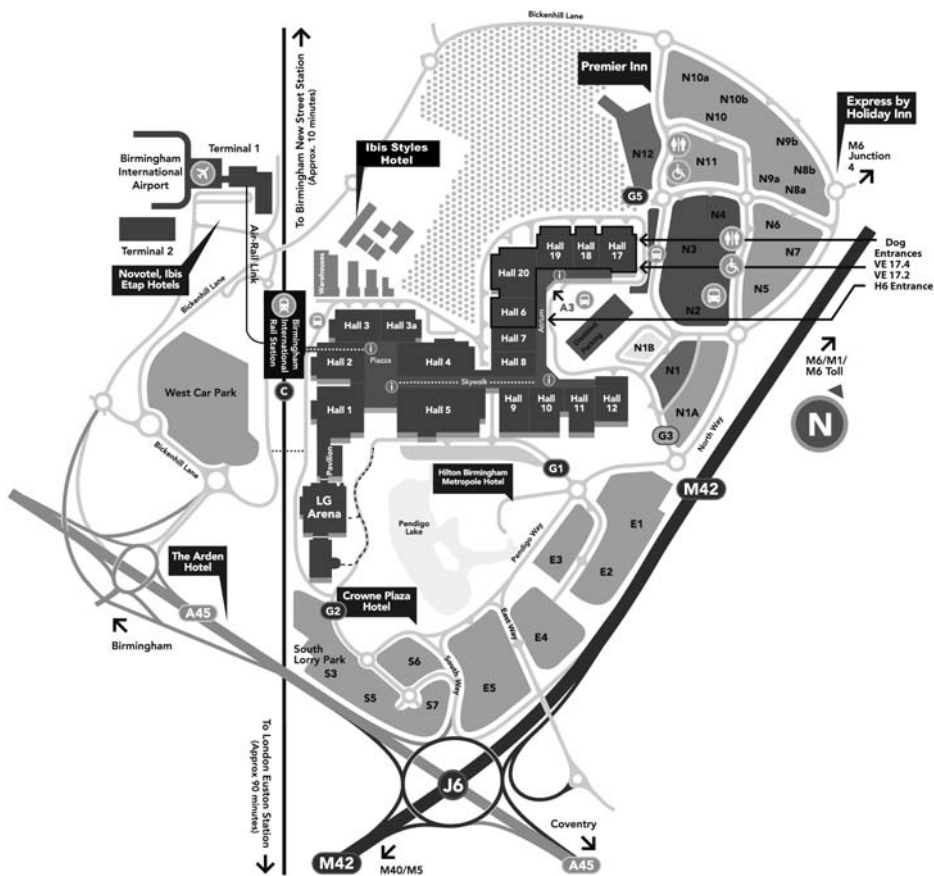 Bickenhill Lane
Premier Inn
N10a
N10b
N10
Express by
Holiday Inn
M6
Junction
4
N9b
N8b
N9a
N8a
N12
N11
G5
To Birmingham New Street Station
(Approx. 10 minutes)
Ibis Styles
Hotel
Terminal 1
Birmingham
International
Airport
Terminal 2
Novotel, Ibis
Etap Hotels
Air-Rail Link
Bickenhill Lane
Warehouses
N4
N3
N2
N6
N7
N5
Dog
Entrances
VE 17.4
VE 17.2
H6 Entrance
Hall
19
Hall
18
Hall
17
Hall 20
i
Hall 6
Atrium
A3
Hall 7
Hall 8
Disabled
Parking
N1B
N1
N1A
G3
North Way
M6/M1/
M6 Toll
N
Birmingham
International
Rail Station
C
Hall 3
Hall 3a
Hall 2
i
Plazas
Hall 4
i
Skywalk
i
Hall 1
Hall 5
Hall
9
Hall
10
Hall
11
Hall
12
West Car Park
Bickenhill Lane
Pavilion
LG
Arena
Pendigo
Lake
Hilton Birmingham
Metropole Hotel
G1
M42
Pendigo Way
E1
E3
E2
The Arden
Hotel
A45
Birmingham
G2
Crowne Plaza
Hotel
East Way
E4
South
Lorry Park
S3
S6
South Way
S5
S7
E5
J6
To London Euston Station
(Approx 90 minutes)
Coventry
M42
M40/M5
A45